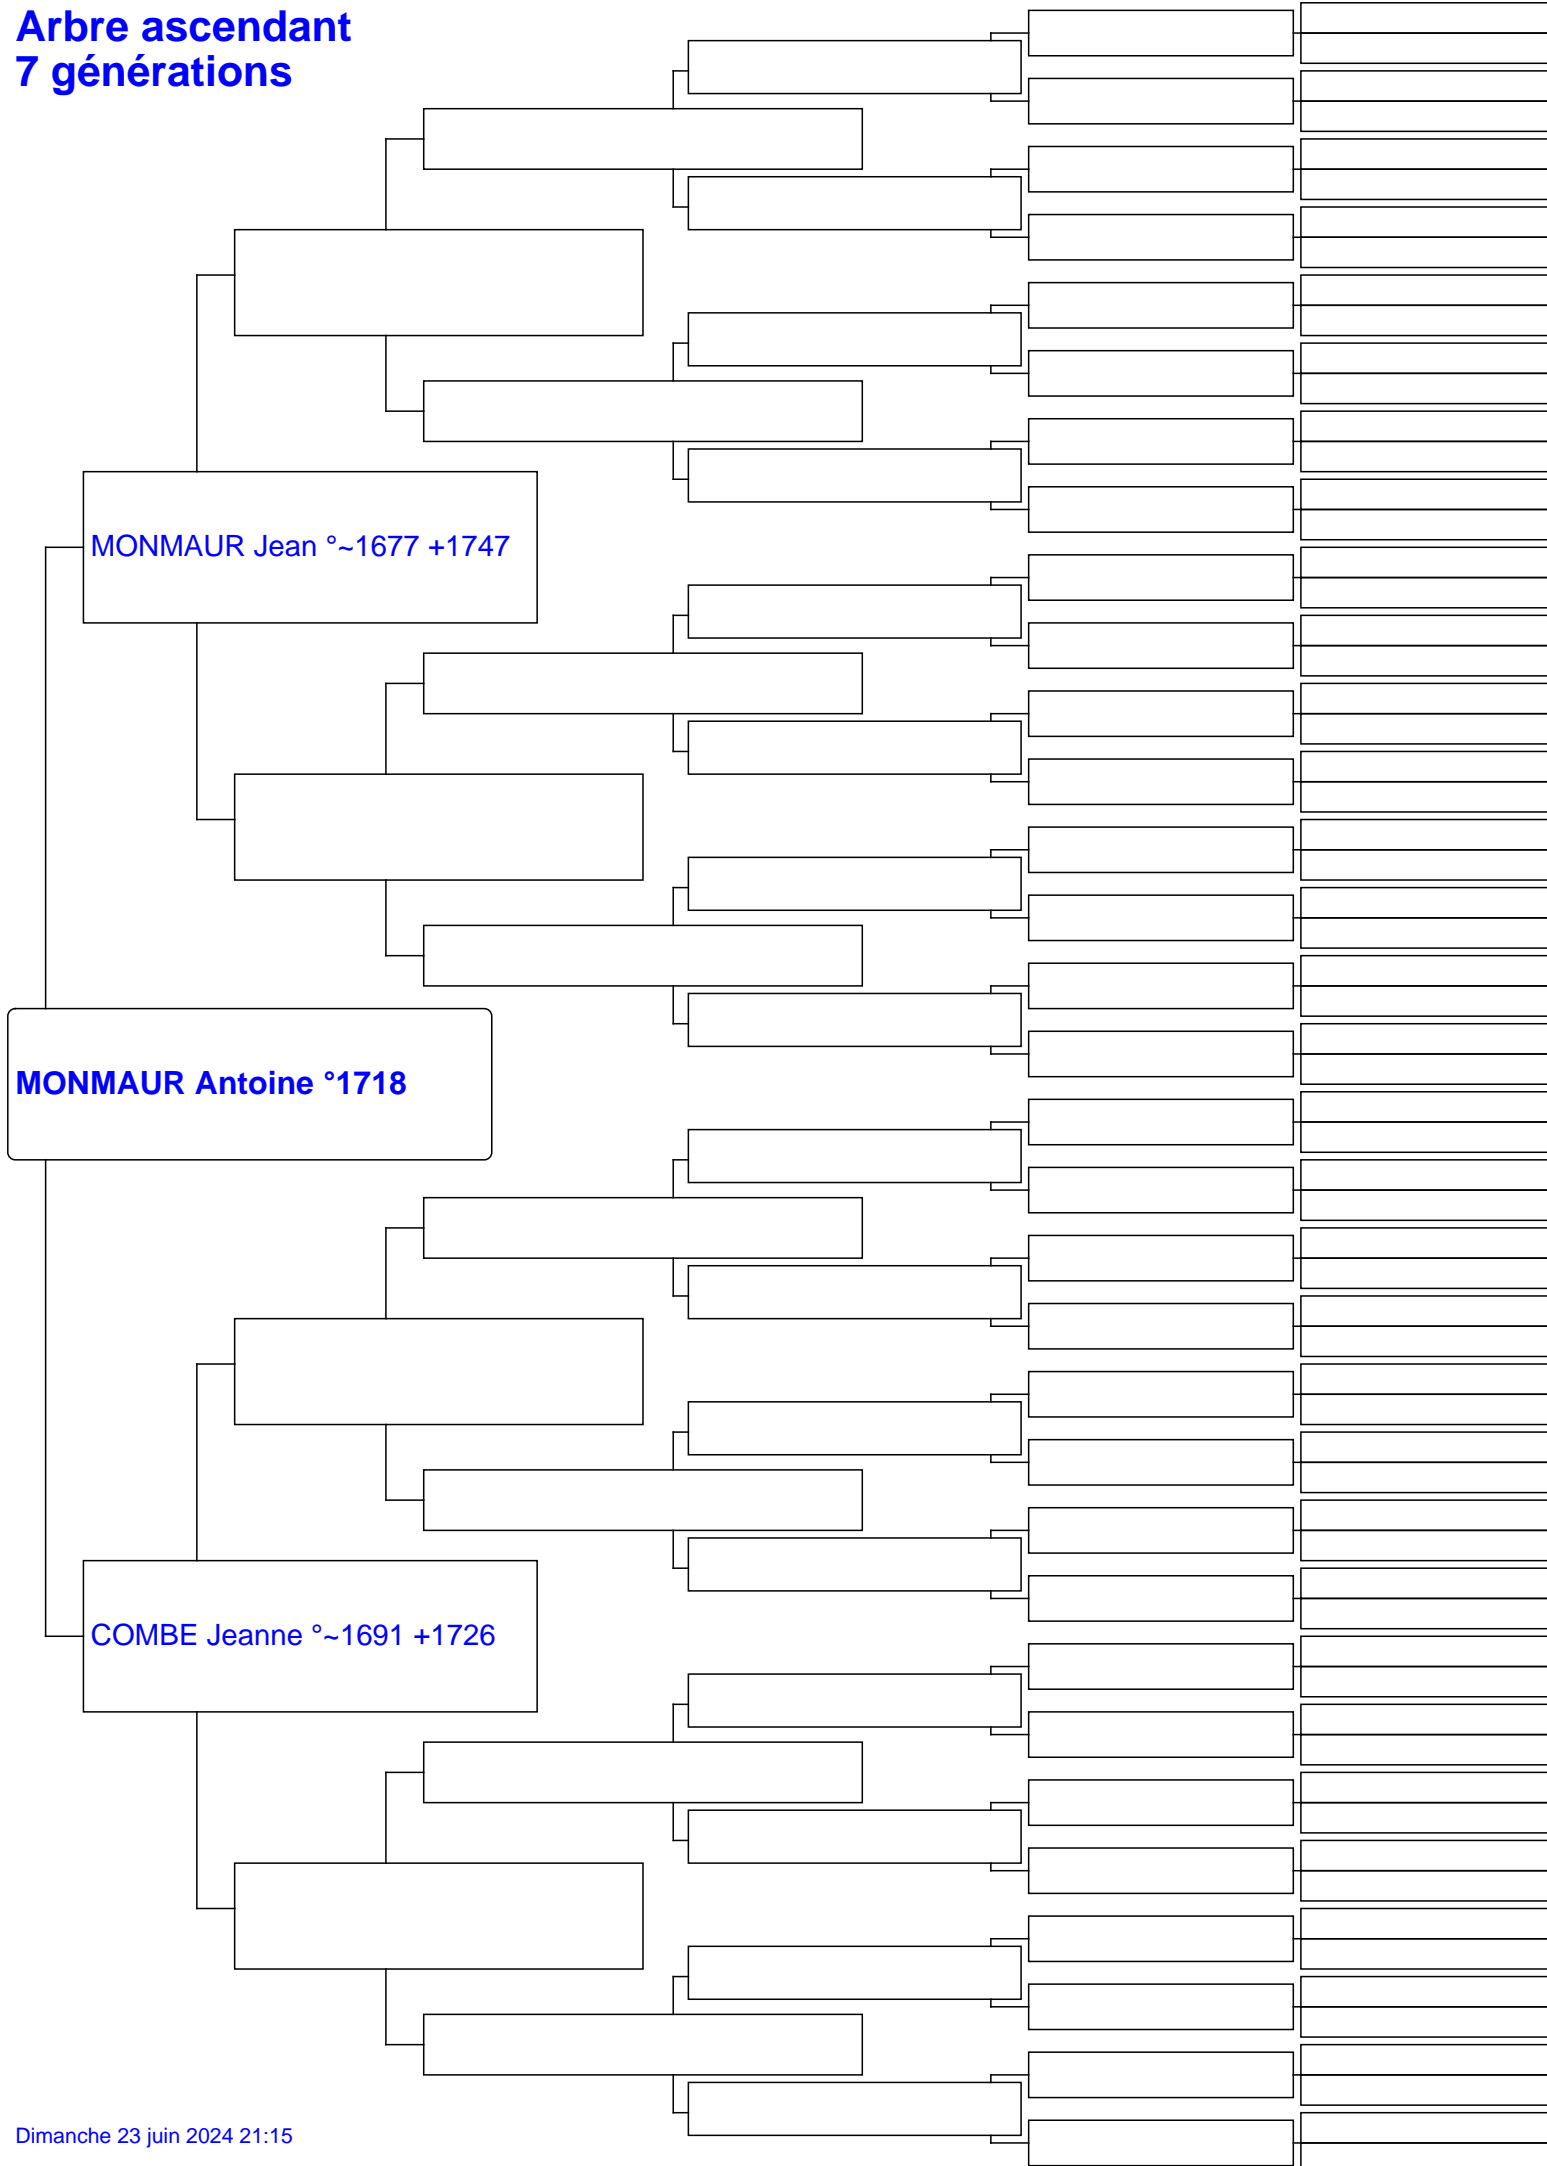 Arbre ascendant
7 générations
MONMAUR Jean °~1677 +1747
MONMAUR Antoine °1718
COMBE Jeanne °~1691 +1726
Dimanche 23 juin 2024 21:15